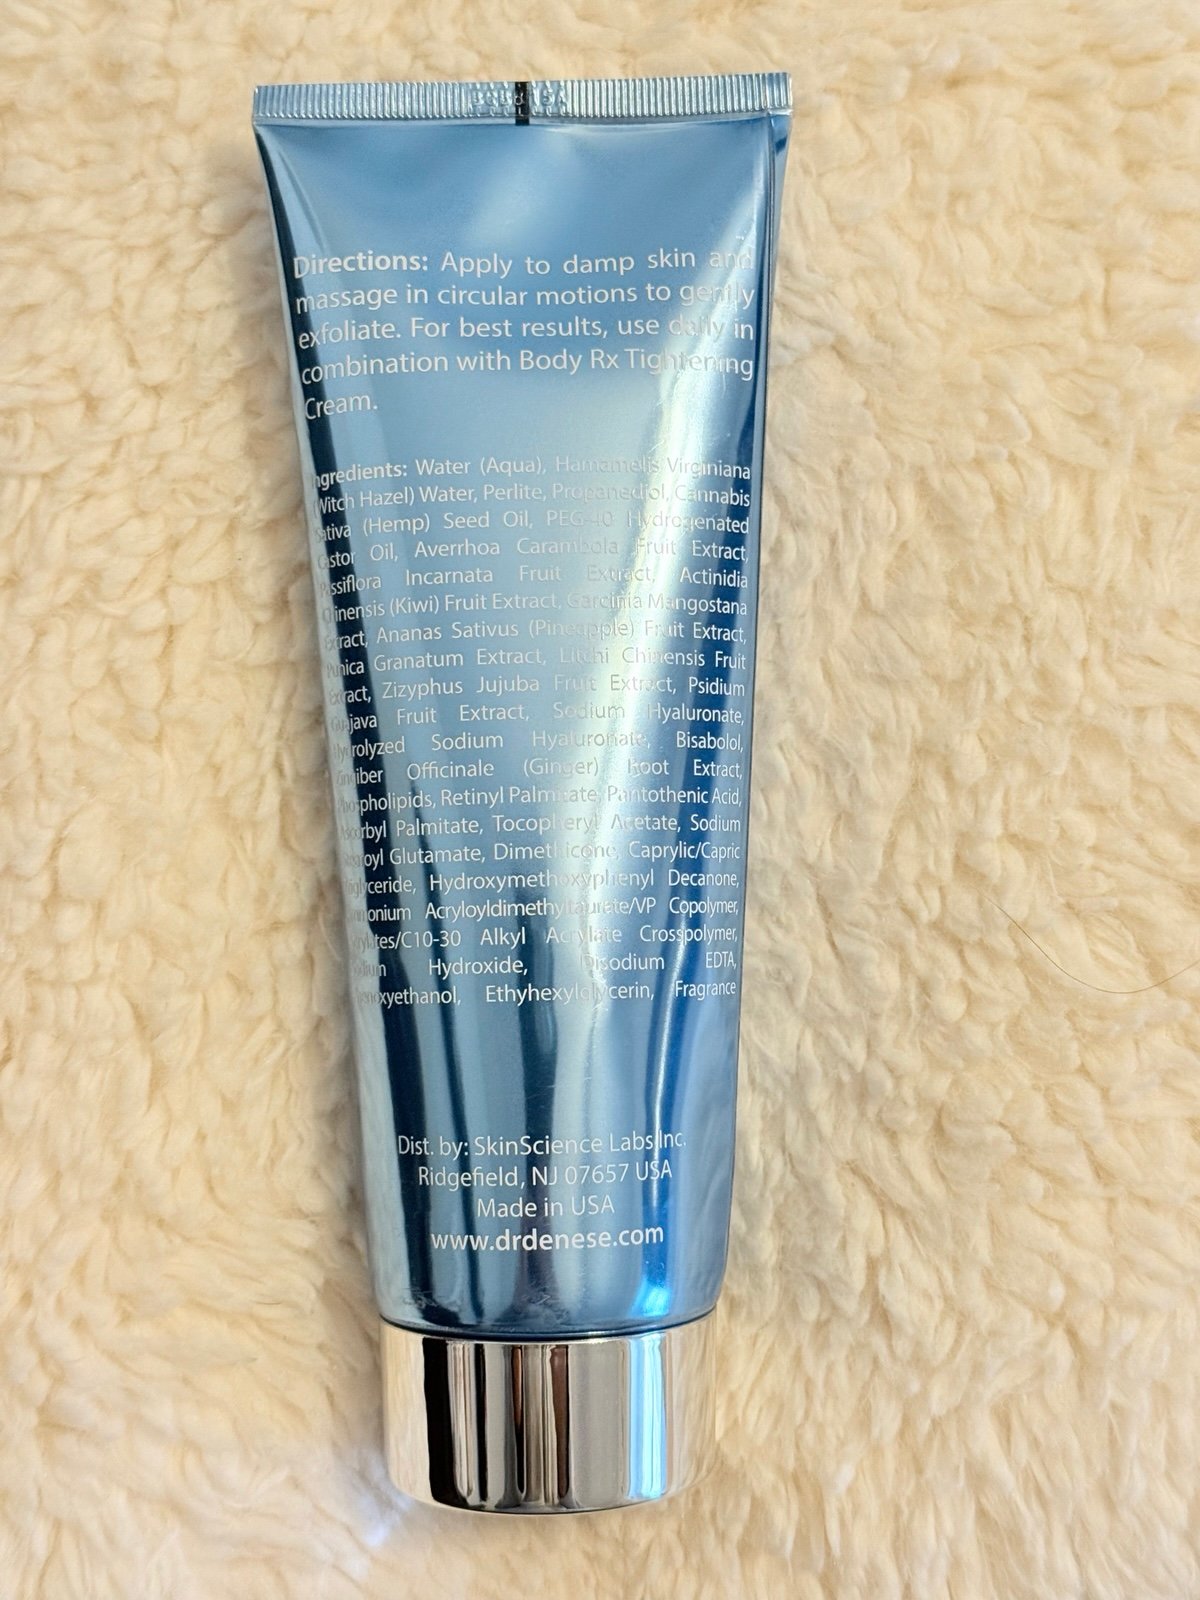 Directions: Apply to damp skin and
massage in circular motions to gently
exfoliate. For best results, use daily in
combination with Body Rx Tightening
Cream.
Ingredients: Water (Aqua), Hamamelis Virginiana
(Witch Hazel) Water, Perlite, Propanediol, Cannabis
Sativa (Hemp) Seed Oil, PEG-40 Hydrogenated
Castor Oil, Averrhoa Carambola Fruit Extract,
Passiflora Incarnata Fruit Extract, Actinidia
Chinensis (Kiwi) Fruit Extract, Garcinia Mangostana
Extract, Ananas Sativus (Pineapple) Fruit Extract,
Punica Granatum Extract, Litchi Chinensis Fruit
Extract, Zizyphus Jujuba Fruit Extract, Psidium
Guajava Fruit Extract, Sodium Hyaluronate,
Hydrolyzed Sodium Hyaluronate, Bisabolol,
Zingiber Officinale (Ginger) Root Extract,
Phospholipids, Retinyl Palmitate, Pantothenic Acid,
Ascorbyl Palmitate, Tocopheryl Acetate, Sodium
Glutamate, Dimethicone, Caprylic/Capric
Triglyceride, Hydroxymethoxyphenyl Decanone,
Ammonium Acryloyldimethyltaurate/VP Copolymer,
Acrylates/C10-30 Alkyl Acrylate Crosspolymer,
Sodium Hydroxide, Disodium EDTA,
Phenoxyethanol, Ethyhexylglycerin, Fragrance
Dist. by: SkinScience Labs Inc.
Ridgefield, NJ 07657 USA
Made in USA
www.drdenese.com